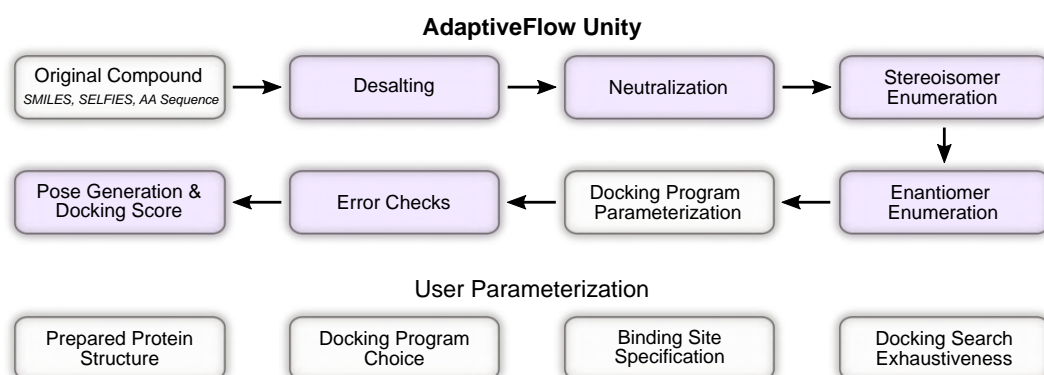 AdaptiveFlow Unity
Original Compound
SMILES, SELFIES, AA Sequence
Desalting
Neutralization
Stereoisomer
Enumeration
Pose Generation &
Docking Score
Error Checks
Docking Program
Parameterization
Enantiomer
Enumeration
User Parameterization
Prepared Protein
Structure
Docking Program
Choice
Binding Site
Specification
Docking Search
Exhaustiveness